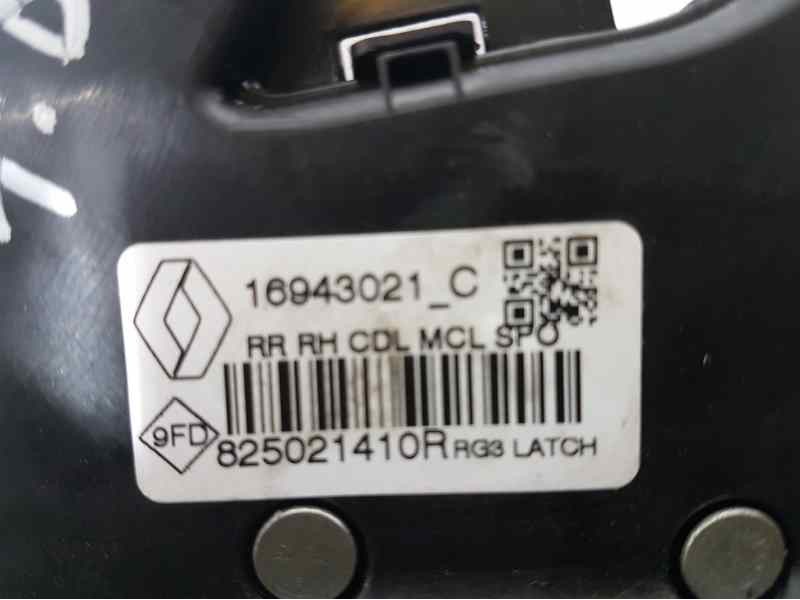 16943021_C
RR RH CDL MCL SPO
9FD
825021410R RG3 LATCH